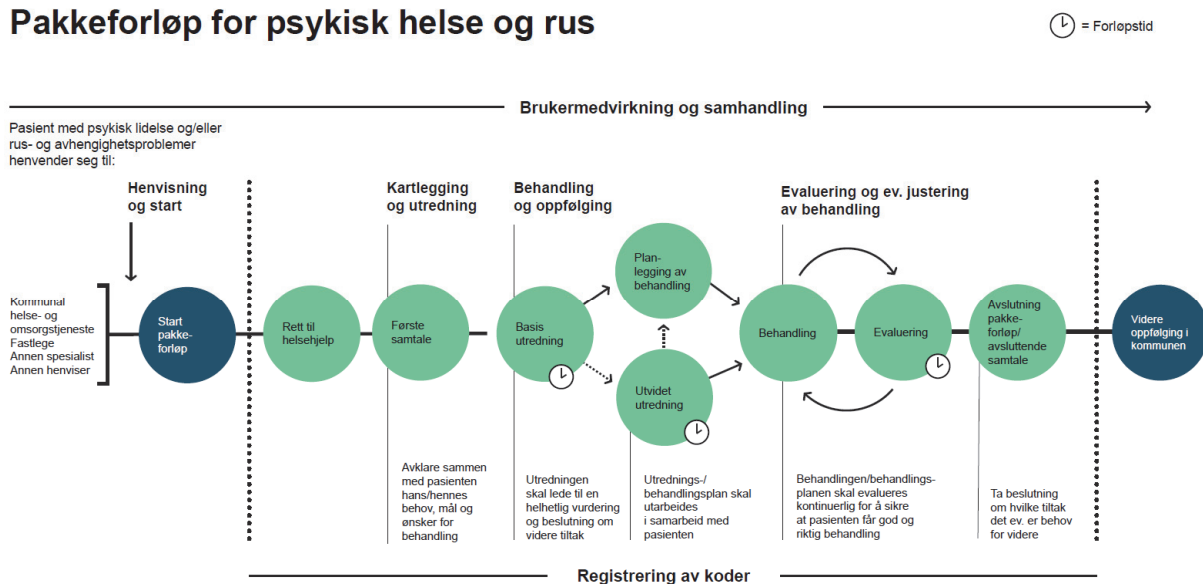 Pakkeforløp for psykisk helse og rus
= Forløpstid
Brukermedvirkning og samhandling
Pasient med psykisk lidelse og/eller
rus- og avhengighetsproblemer
henvender seg til:
Henvisning
og start
Kartlegging
og utredning
Behandling
og oppfølging
Evaluering og ev. justering
av behandling
Kommunal
helse- og
omsorgstjeneste
Fastlege
Annen spesialist
Annen henviser
Start
pakke-
forløp
Rett til
helsehjelp
Første
samtale
Basis
utredning
Plan-
legging av
behandling
Utvidet
utredning
Behandling
Evaluering
Avslutning
pakke-
forløp/
avsluttende
samtale
Videre
oppfølging i
kommunen
Avklare sammen
med pasienten
hans/hennes
behov, mål og
ønsker for
behandling
Utredningen
skal lede til en
helhetlig vurdering
og beslutning om
videre tiltak
Utrednings-/
behandlingsplan skal
utarbeides
i samarbeid med
pasienten
Behandlingen/behandlings-
planen skal evalueres
kontinuerlig for å sikre
at pasienten får god og
riktig behandling
Ta beslutning
om hvilke tiltak
det ev. er behov
for videre
Registrering av koder